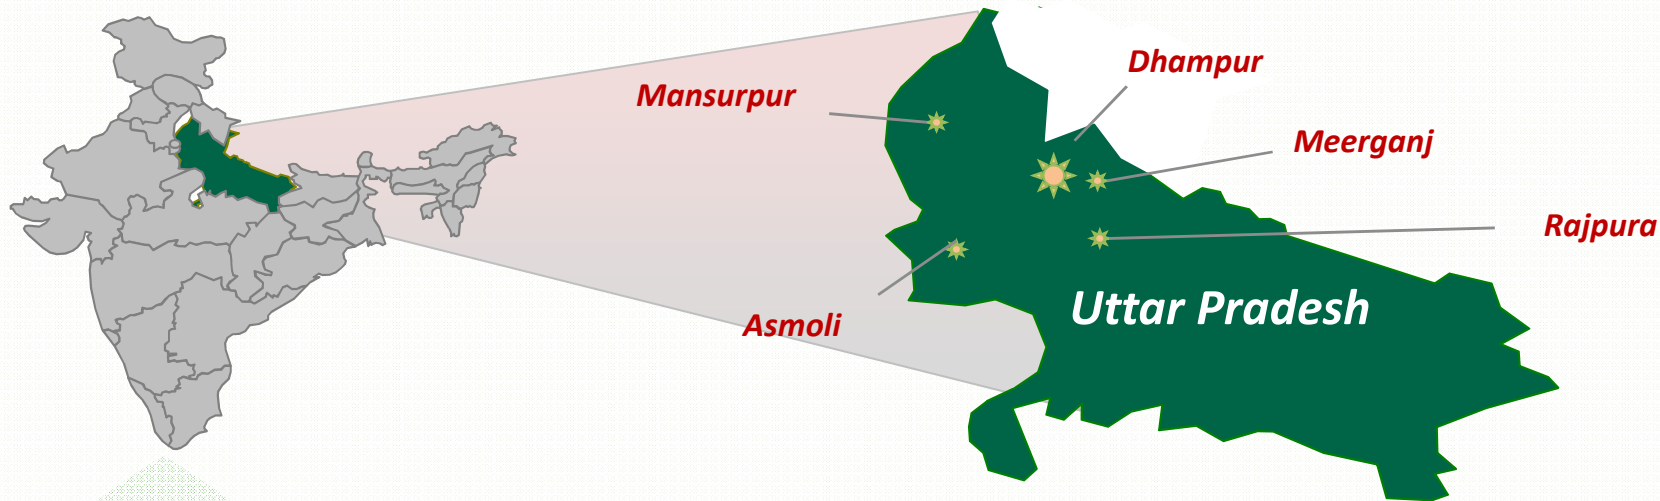 Dhampur
Mansurpur
Meerganj
Rajpura
Uttar Pradesh
Asmoli